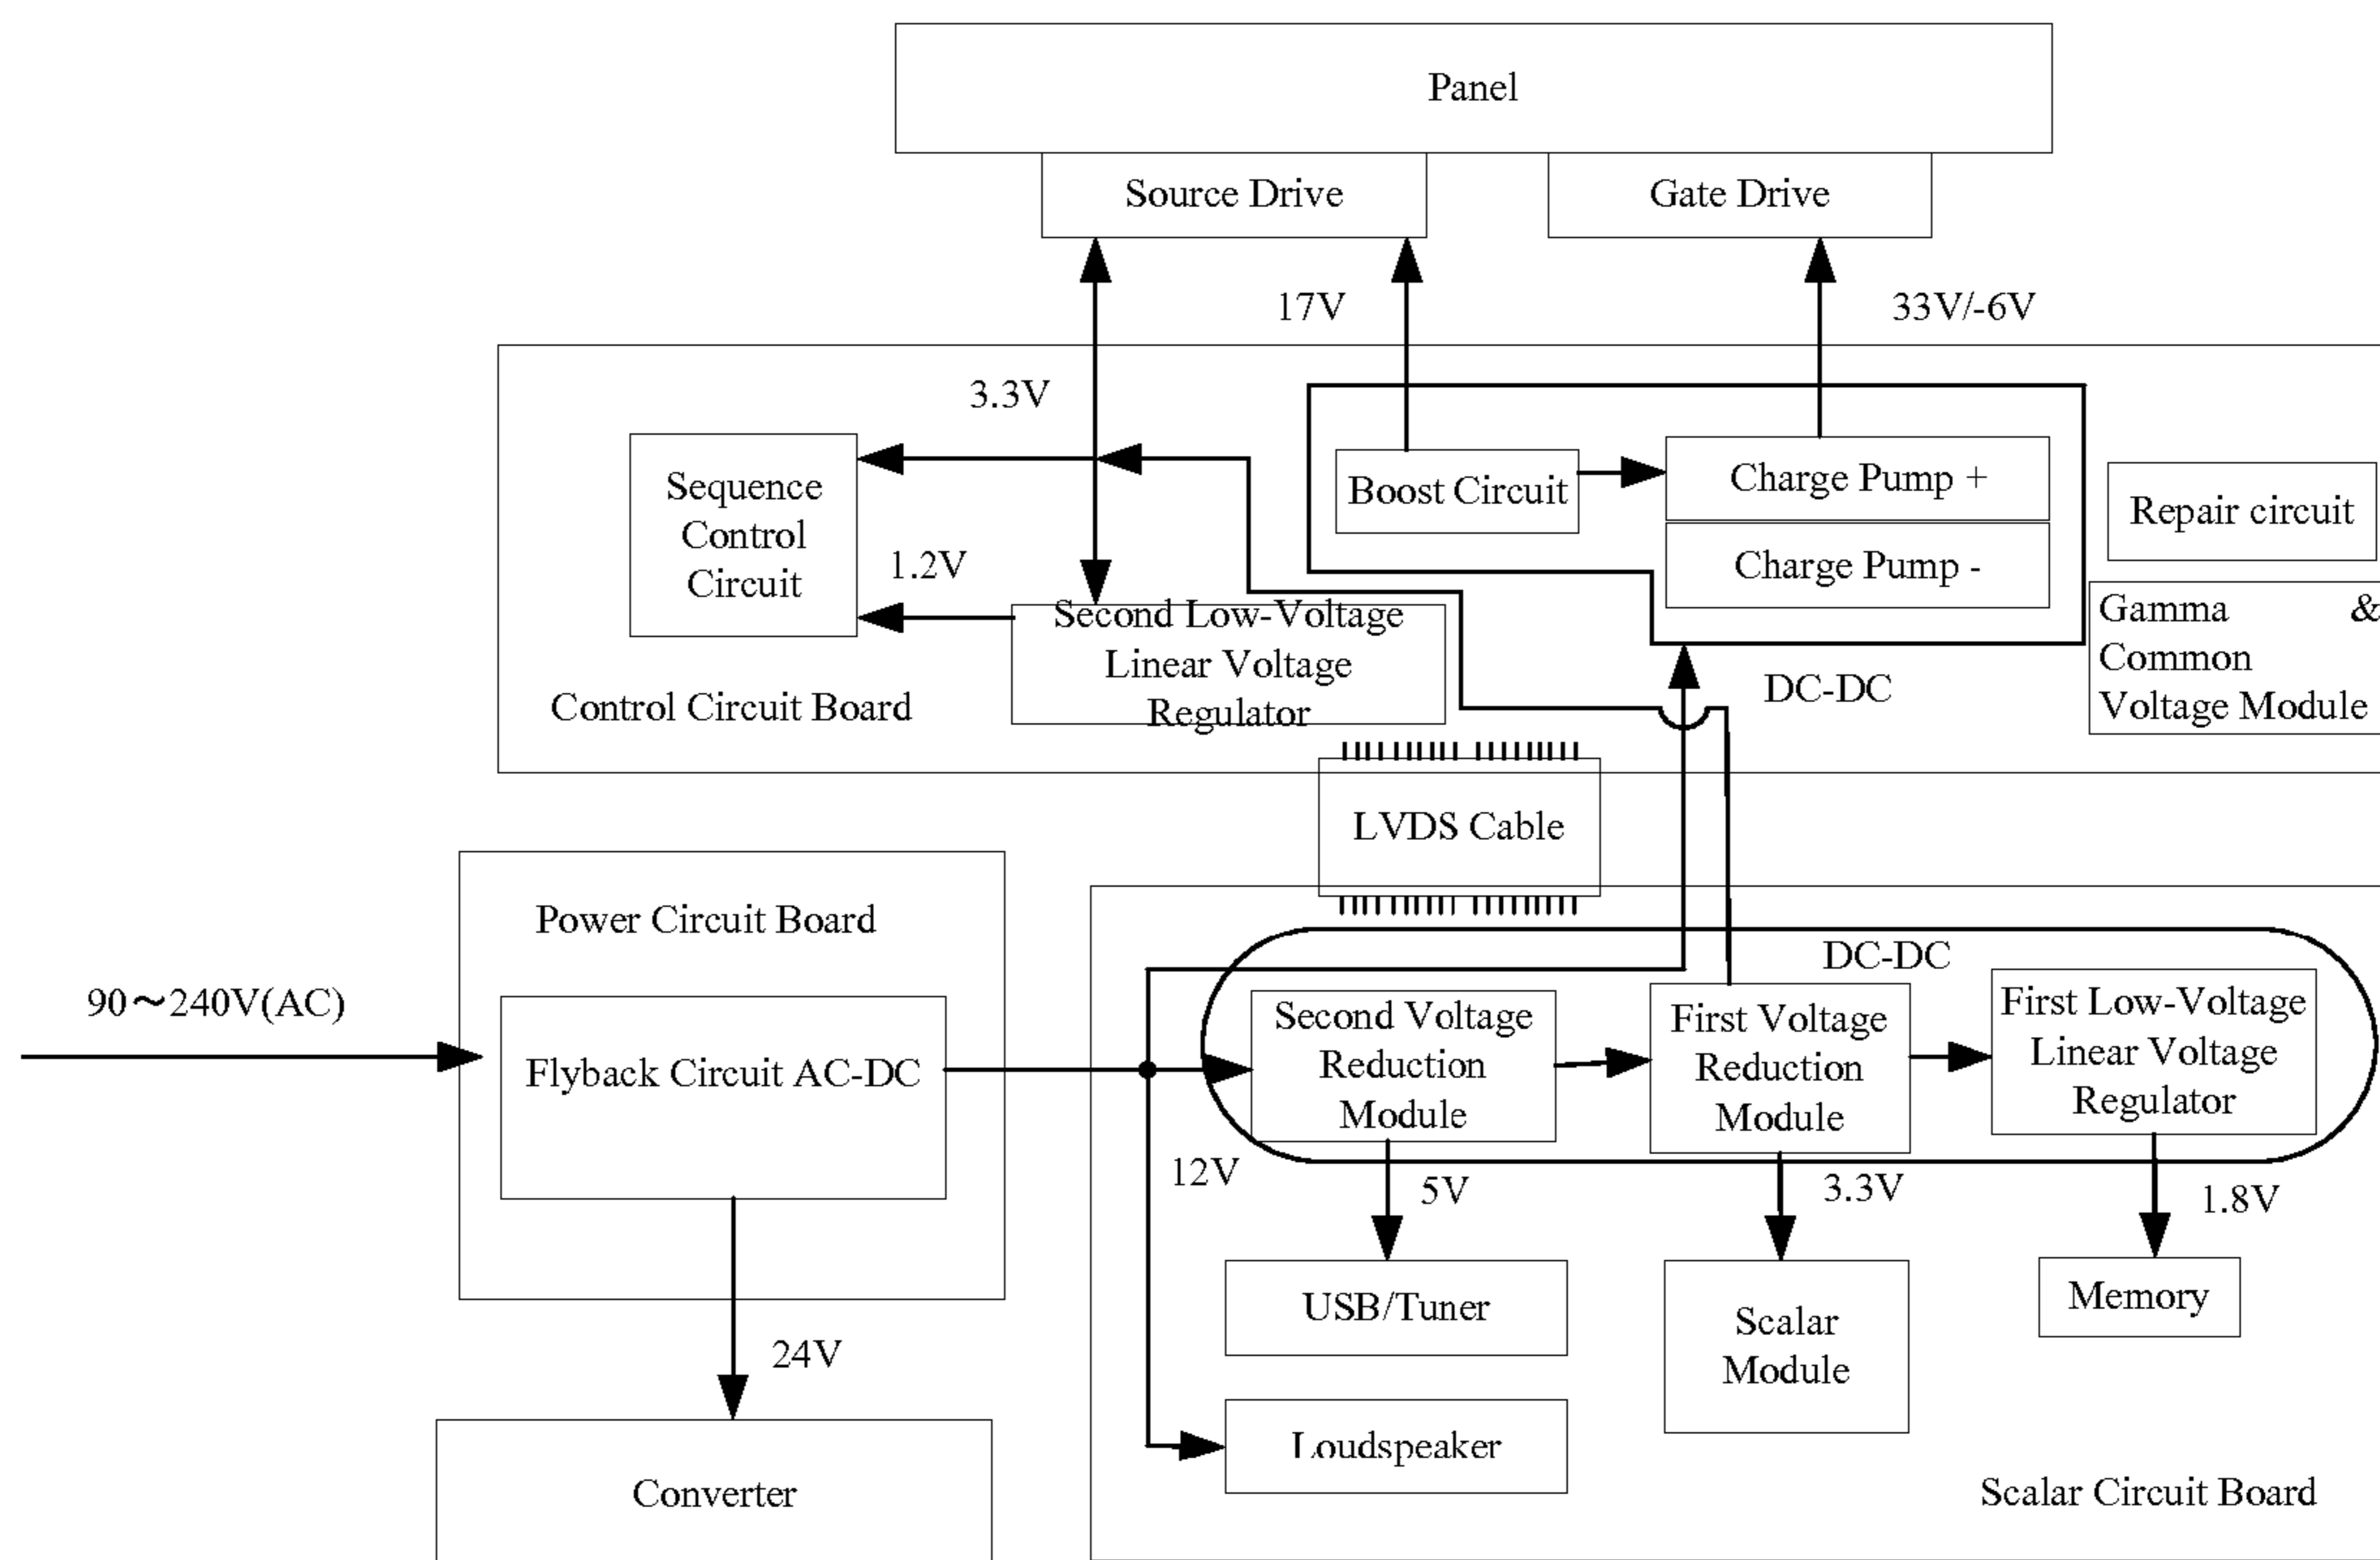 Panel
Source Drive
Gate Drive
17V
33V/-6V
3.3V
Sequence
Control
Circuit
Boost Circuit
Charge Pump +
Charge Pump -
Repair circuit
1.2V
Second Low-Voltage
Linear Voltage
Regulator
Gamma &
Common
Voltage Module
DC-DC
Control Circuit Board
LVDS Cable
Power Circuit Board
90～240V(AC)
Flyback Circuit AC-DC
DC-DC
Second Voltage
Reduction
Module
First Voltage
Reduction
Module
First Low-Voltage
Linear Voltage
Regulator
12V
5V
3.3V
1.8V
USB/Tuner
Scalar
Module
Memory
24V
Loudspeaker
Converter
Scalar Circuit Board